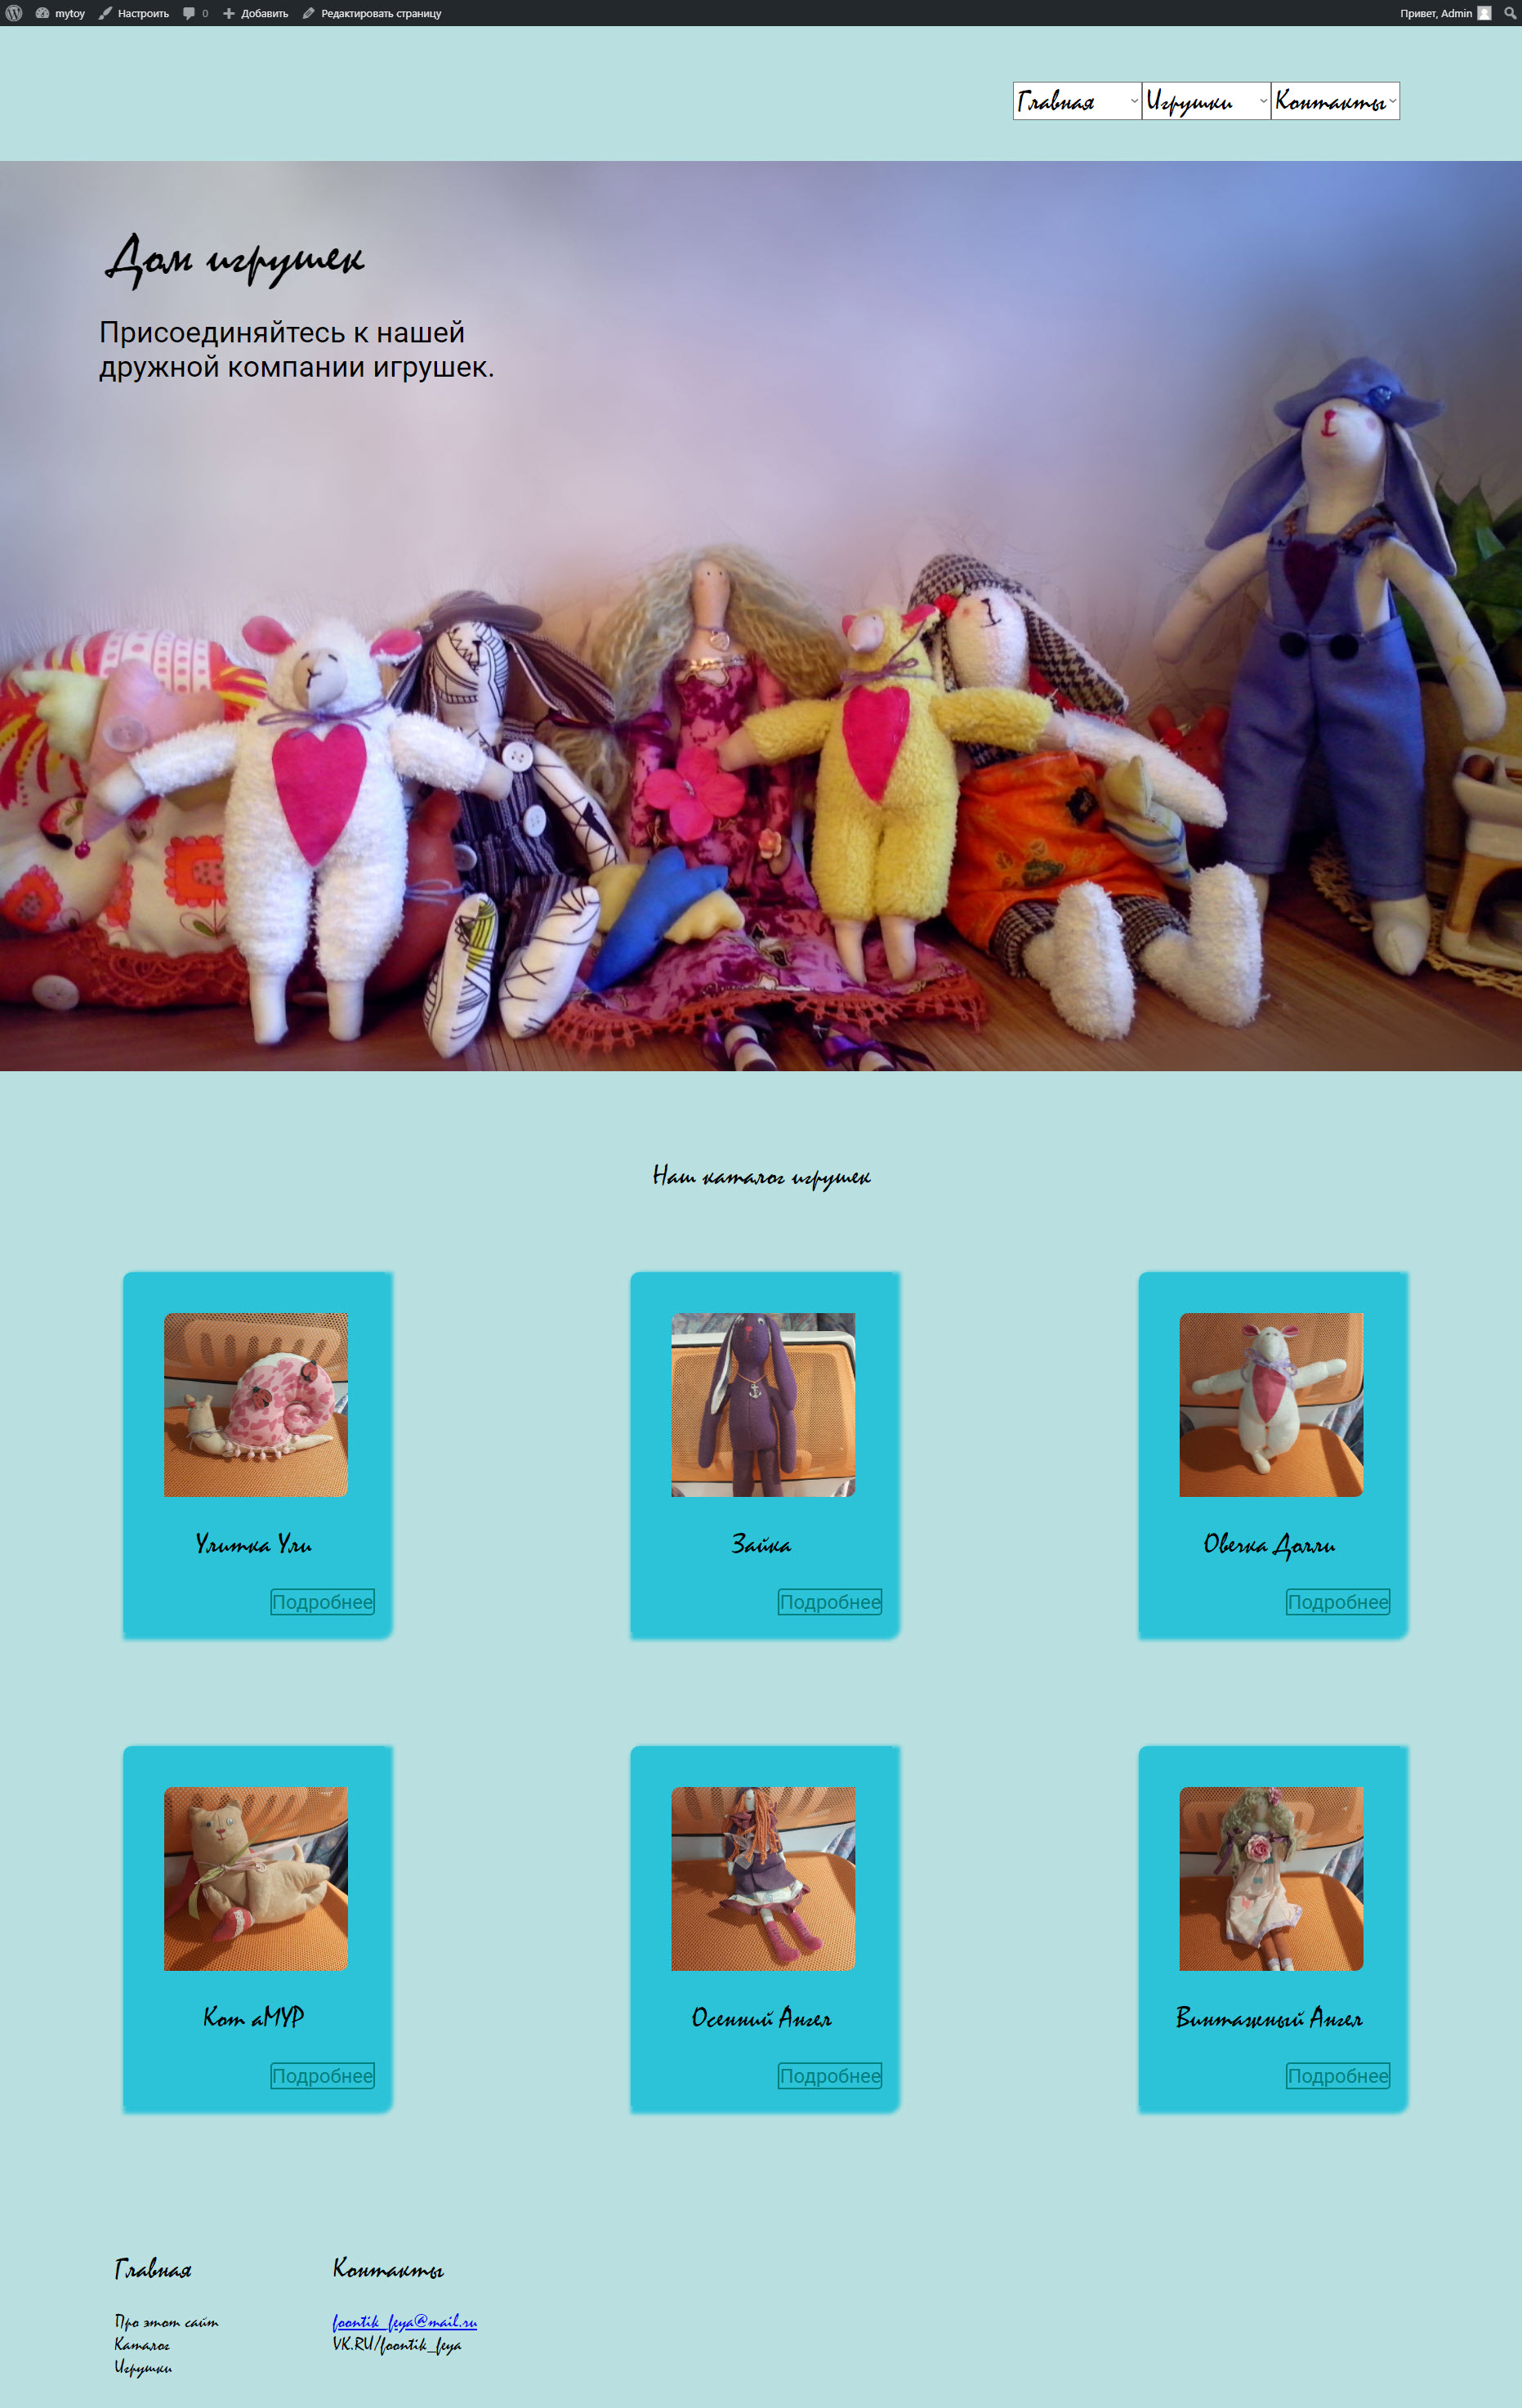 mytoy Настроить 0 Добавить Редактировать страницу Привет, Admin
Главная Игрушки Контакты
Дом игрушек
Присоединяйтесь к нашей
дружной компании игрушек.
Наш каталог игрушек
Улитка Ули
Подробнее
Зайка
Подробнее
Овечка Долли
Подробнее
Кот аМУР
Подробнее
Осенний Ангел
Подробнее
Винтажный Ангел
Подробнее
Главная
Про этот сайт
Каталог
Игрушки
Контакты
foontik_feya@mail.ru
VK.RU/foontik_feya